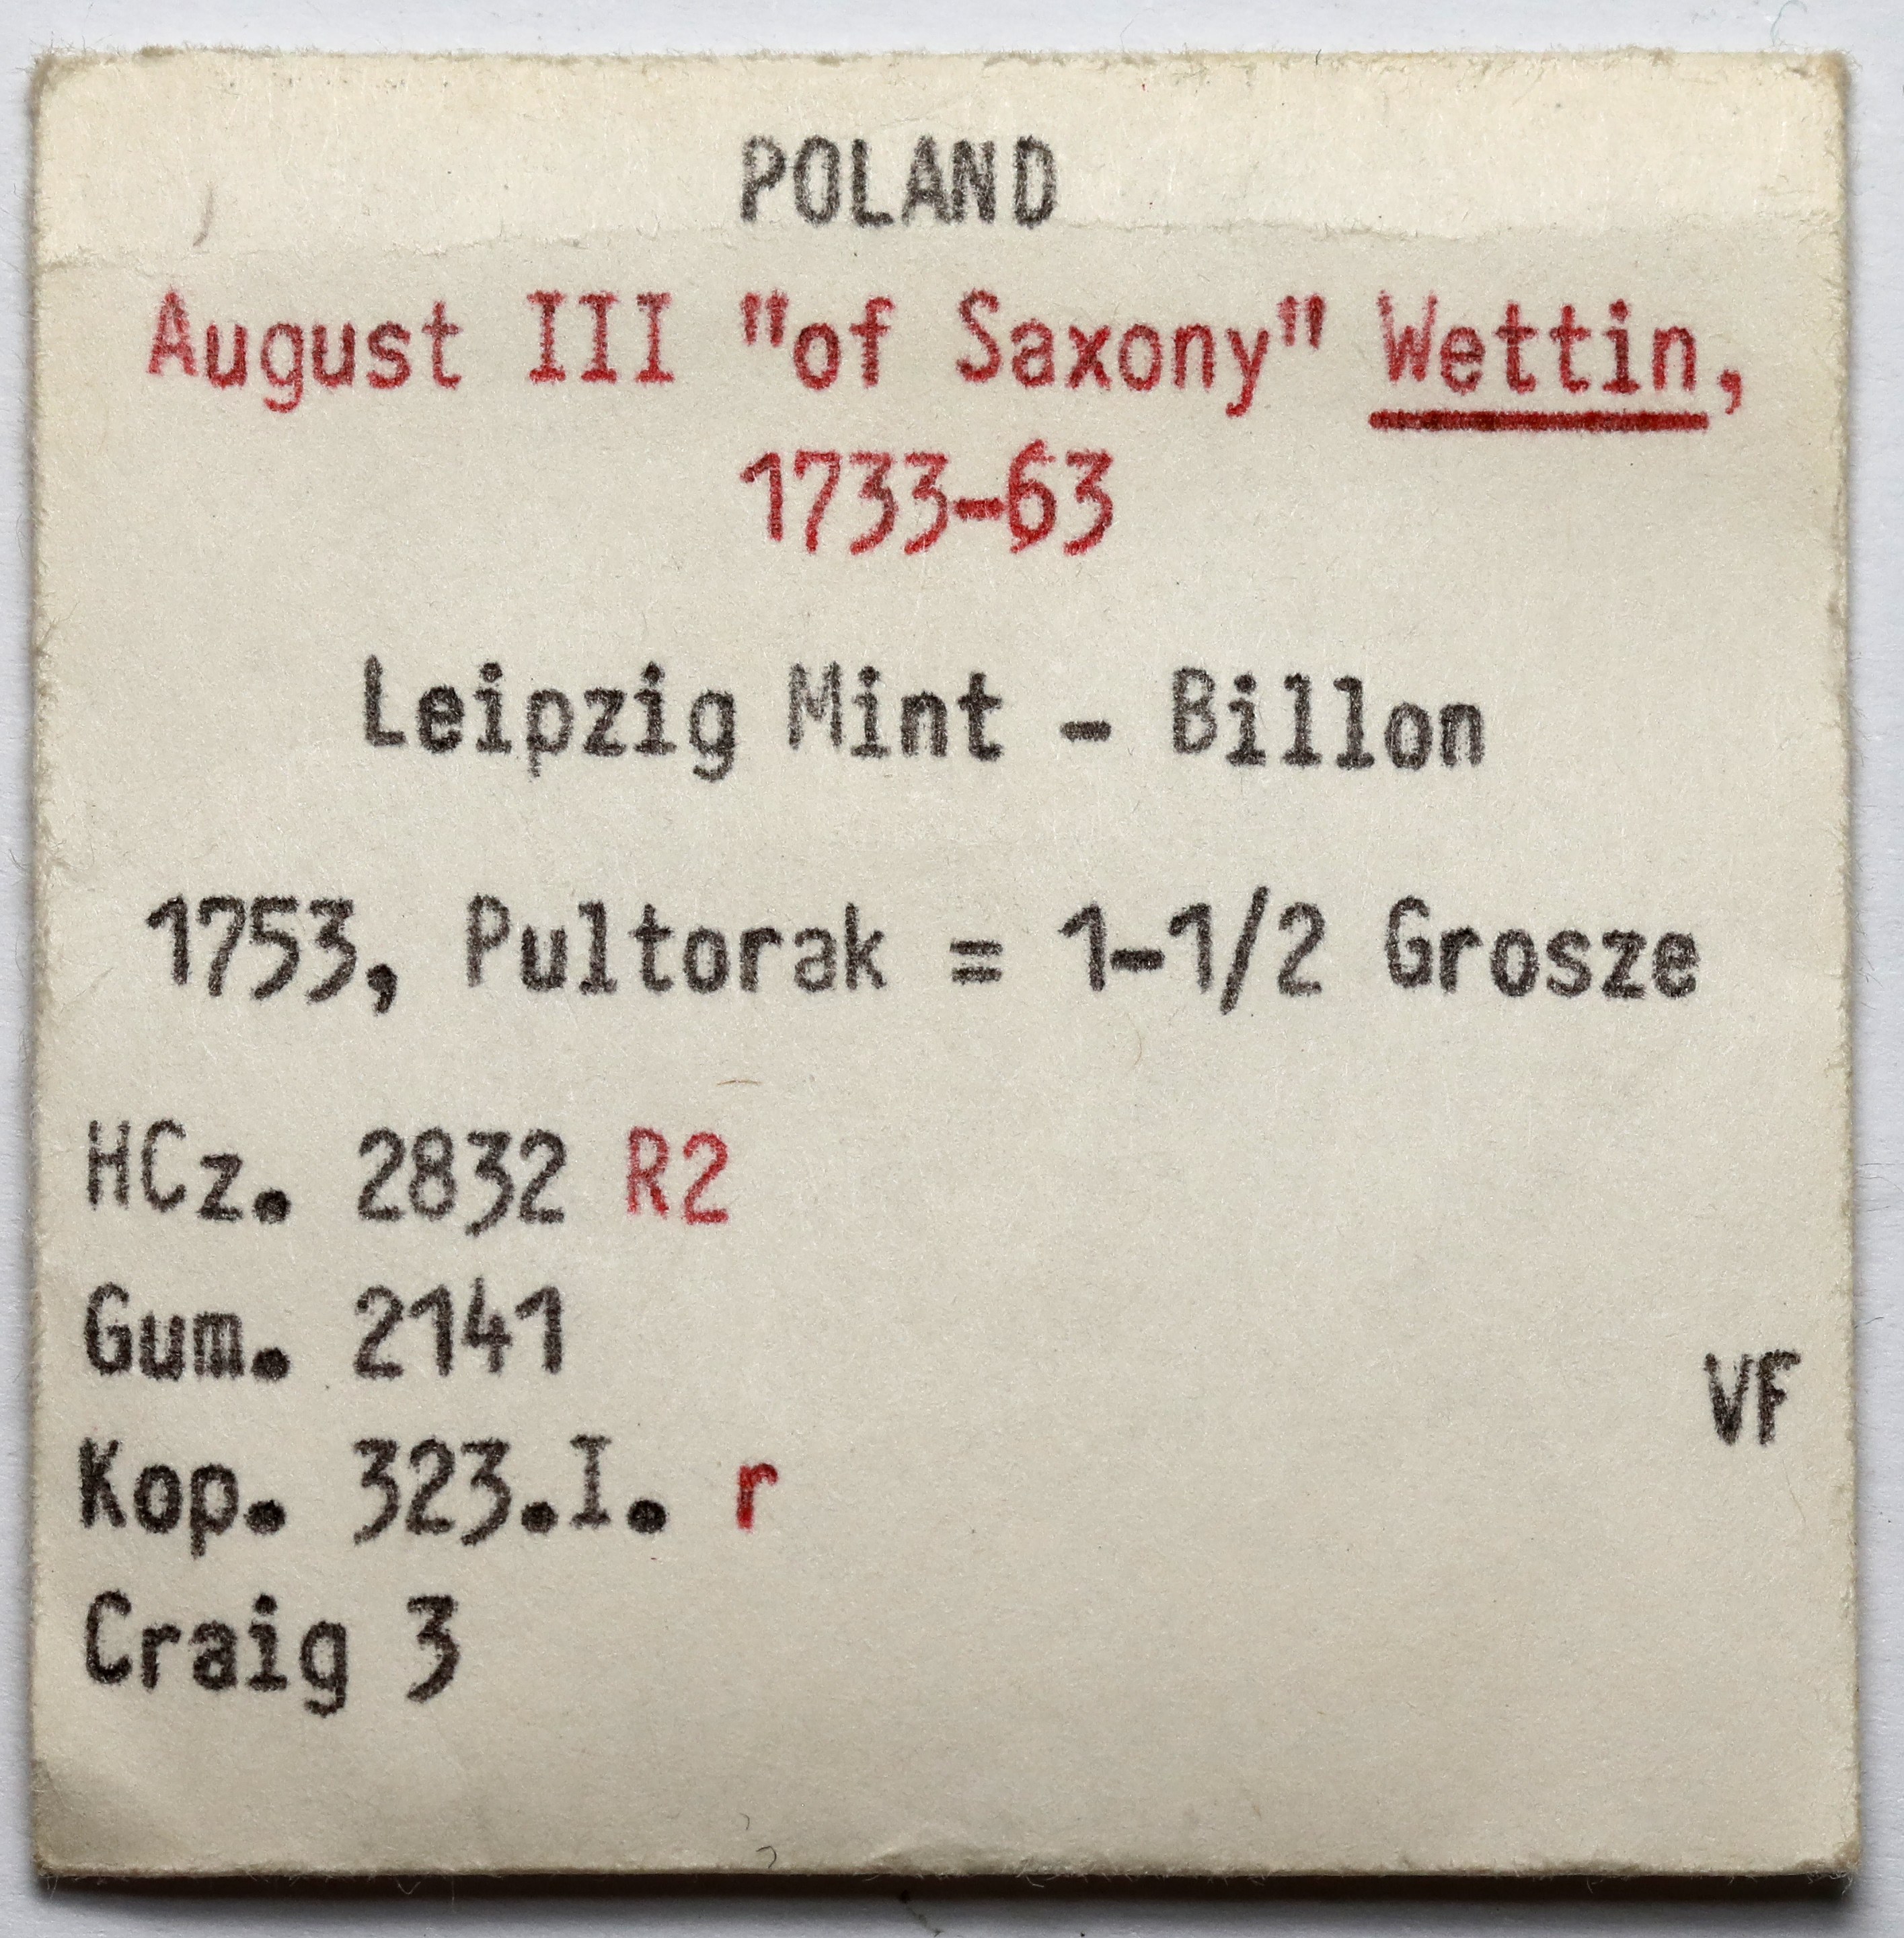 POLAND
August III "of Saxony" Wettin,
1733-63
Leipzig Mint - Billon
1753, Pultorak = 1-1/2 Grosze
HCz. 2832 R2
Gum. 2141
VF
Kop. 323.I. r
Craig 3